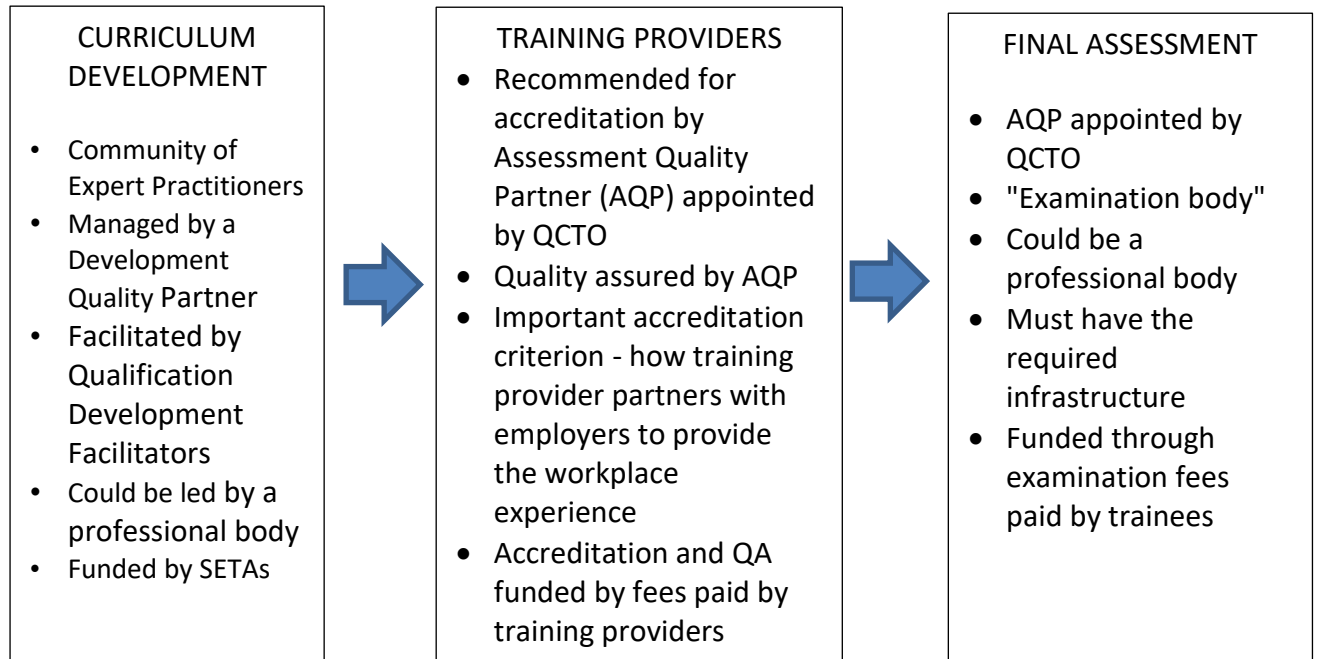 CURRICULUM
DEVELOPMENT
• Community of
Expert Practitioners
• Managed by a
Development
Quality Partner
• Facilitated by
Qualification
Development
Facilitators
• Could be led by a
professional body
• Funded by SETAs
TRAINING PROVIDERS
• Recommended for
accreditation by
Assessment Quality
Partner (AQP) appointed
by QCTO
• Quality assured by AQP
• Important accreditation
criterion - how training
provider partners with
employers to provide
the workplace
experience
• Accreditation and QA
funded by fees paid by
training providers
FINAL ASSESSMENT
• AQP appointed by
QCTO
• "Examination body"
• Could be a
professional body
• Must have the
required
infrastructure
• Funded through
examination fees
paid by trainees